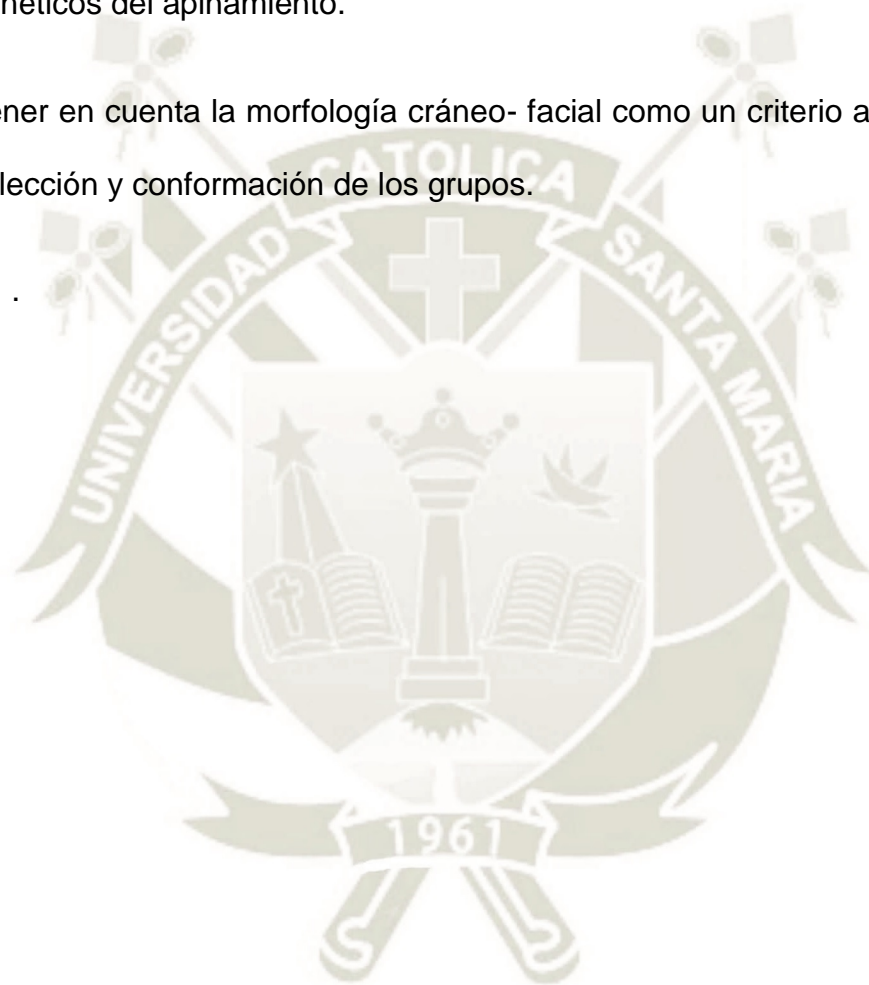 néticos del apiñamiento.
ener en cuenta la morfología cráneo- facial como un criterio a
lección y conformación de los grupos.
.
UNIVERSIDAD CATOLICA SANTA MARIA
1961